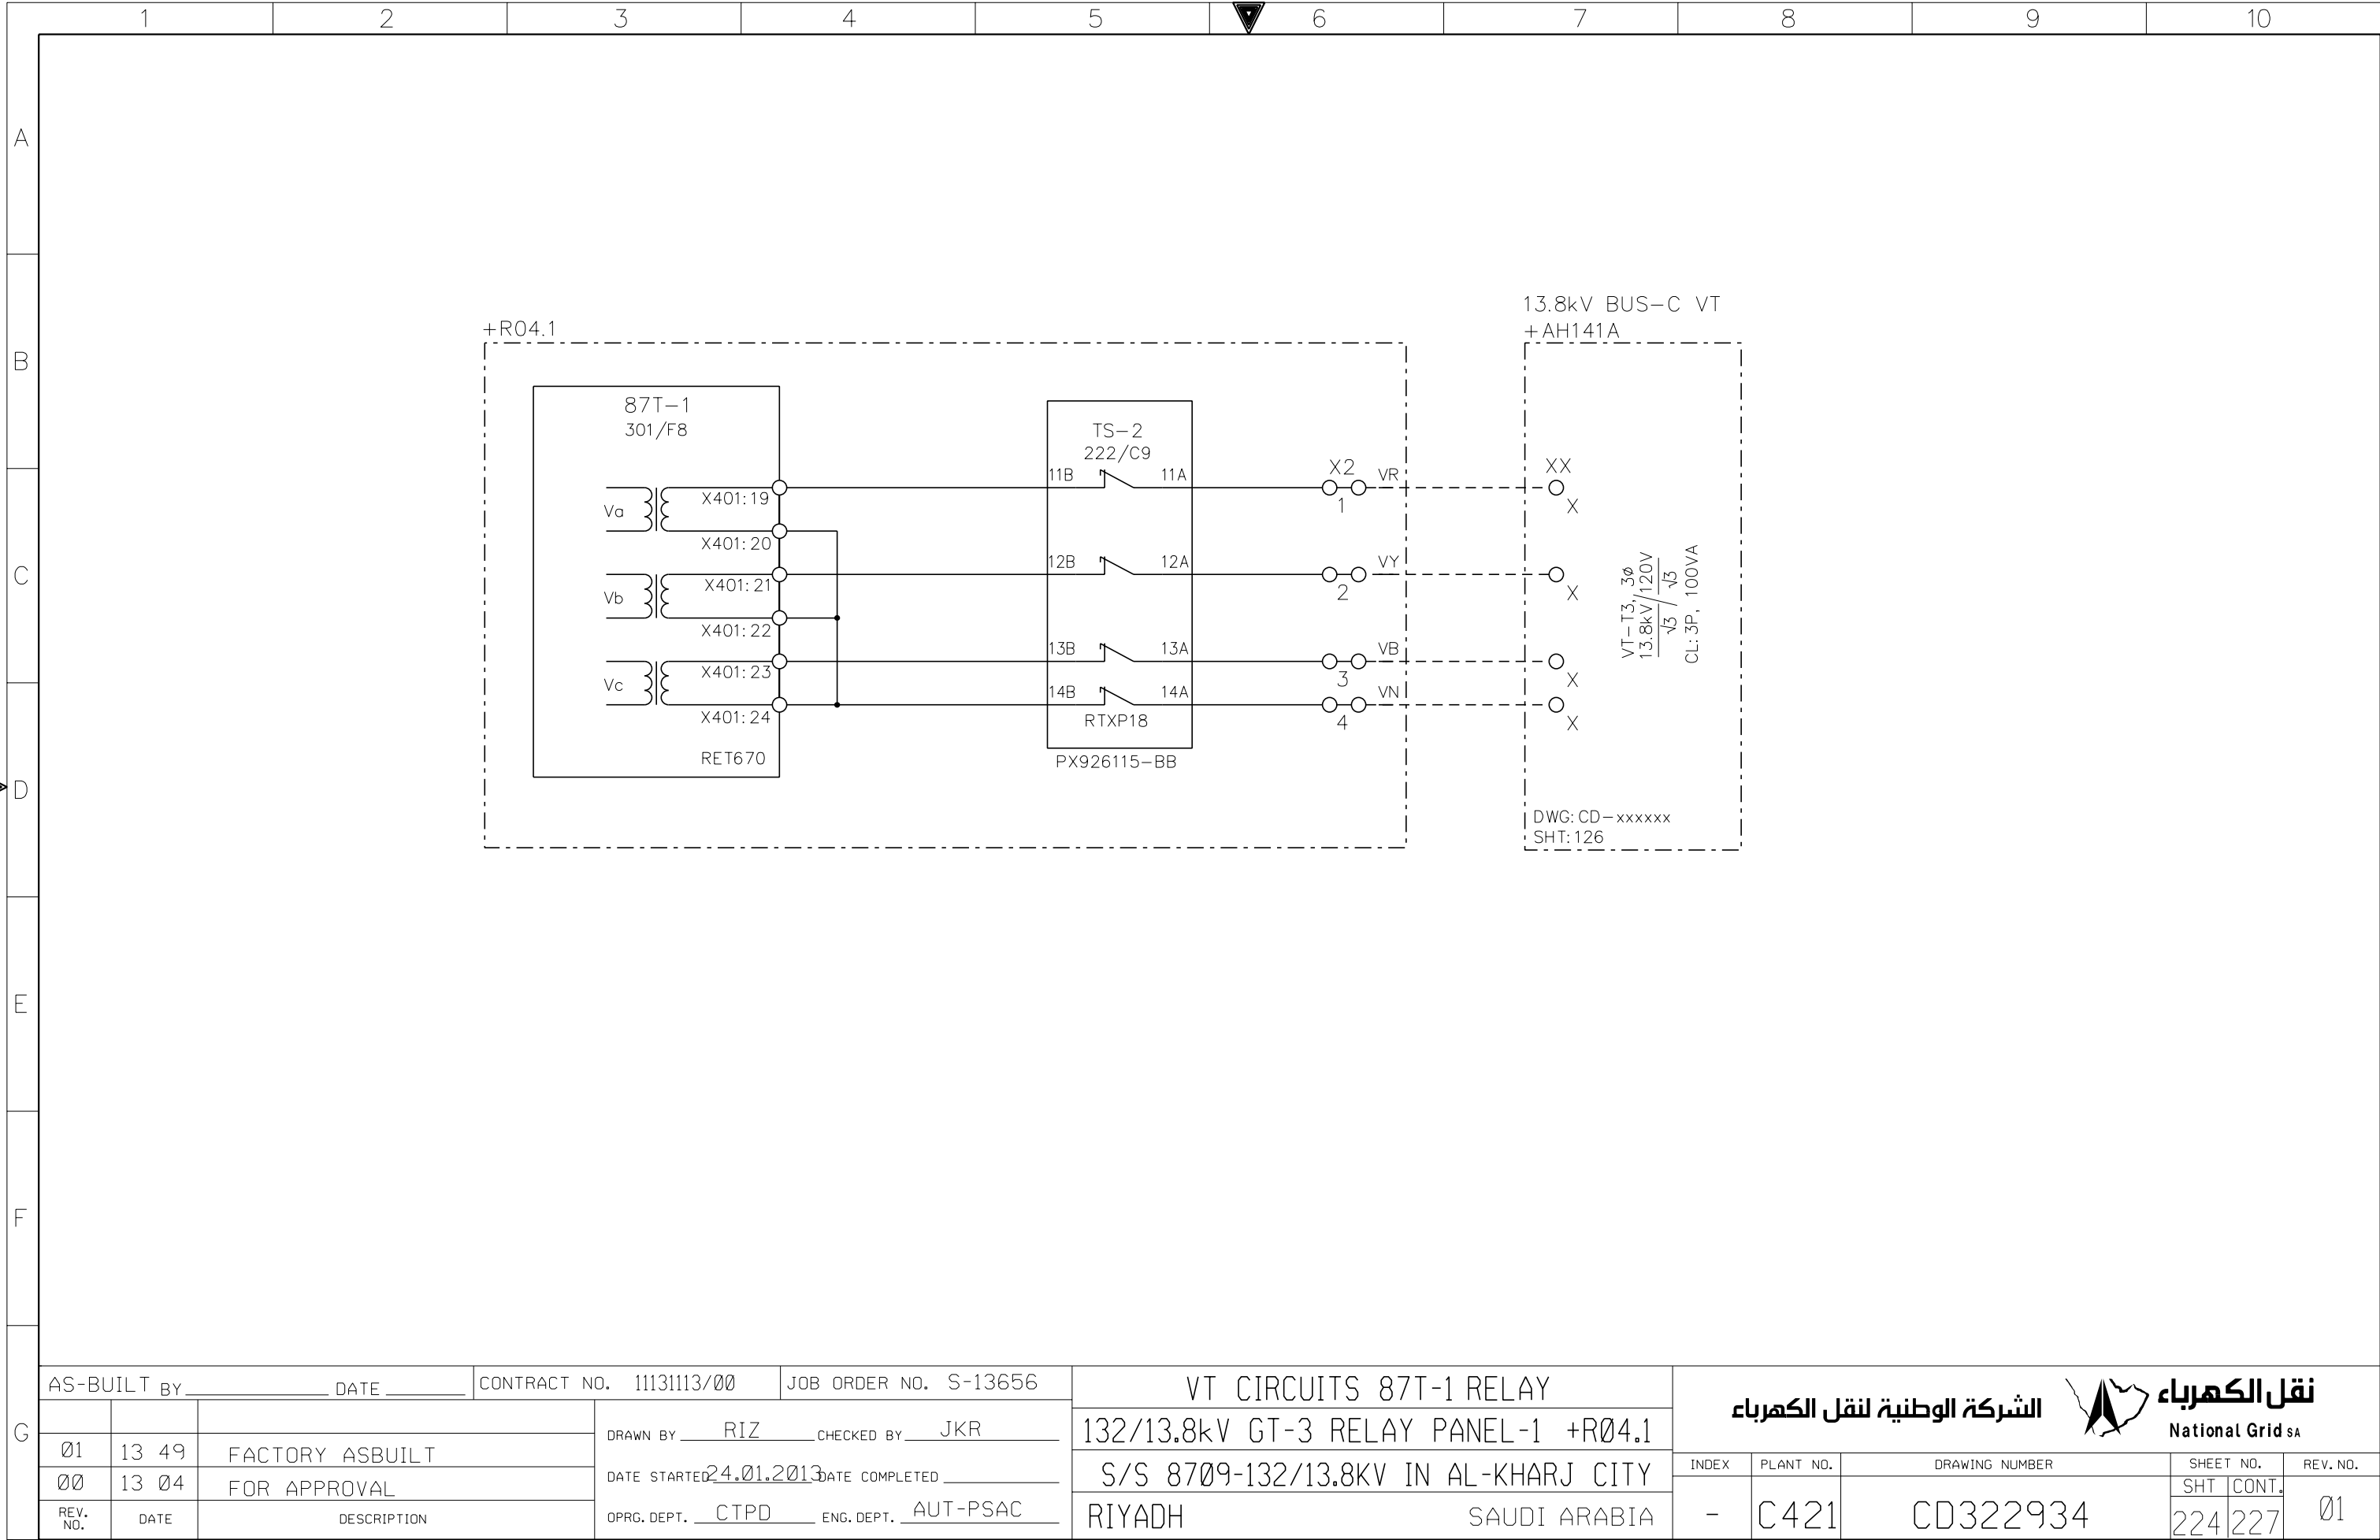 1 2 3 4 5 6 7 8 9 10
A
B
C
D
E
F
G
+R04.1
13.8kV BUS-C VT
+AH141A
87T-1
301/F8
TS-2
222/C9
11B 11A
X2 VR
XX
X401:19
1
X
Va
X401:20
12B 12A
VY
X401:21
2
X
Vb
X401:22
13B 13A
VB
X401:23
3
X
Vc
14B 14A
VN
X401:24
RTXP18
4
X
RET670
PX926115-BB
VT-T3, 3Ø
13.8kV/120V
√3 / √3
CL:3P, 100VA
DWG:CD-xxxxxx
SHT:126
AS-BUILT BY DATE
CONTRACT NO. 11131113/00
JOB ORDER NO. S-13656
DRAWN BY RIZ CHECKED BY JKR
DATE STARTED 24.01.2013 DATE COMPLETED
OPRG. DEPT. CTPD ENG. DEPT. AUT-PSAC
01 13 49 FACTORY ASBUILT
00 13 04 FOR APPROVAL
REV. NO. DATE DESCRIPTION
VT CIRCUITS 87T-1 RELAY
132/13.8kV GT-3 RELAY PANEL-1 +R04.1
S/S 8709-132/13.8KV IN AL-KHARJ CITY
RIYADH SAUDI ARABIA
الشركة الوطنية لنقل الكهرباء
نقل الكهرباء
National Grid SA
INDEX PLANT NO. DRAWING NUMBER SHEET NO. REV. NO.
SHT CONT.
- C421 CD322934 224 227 01